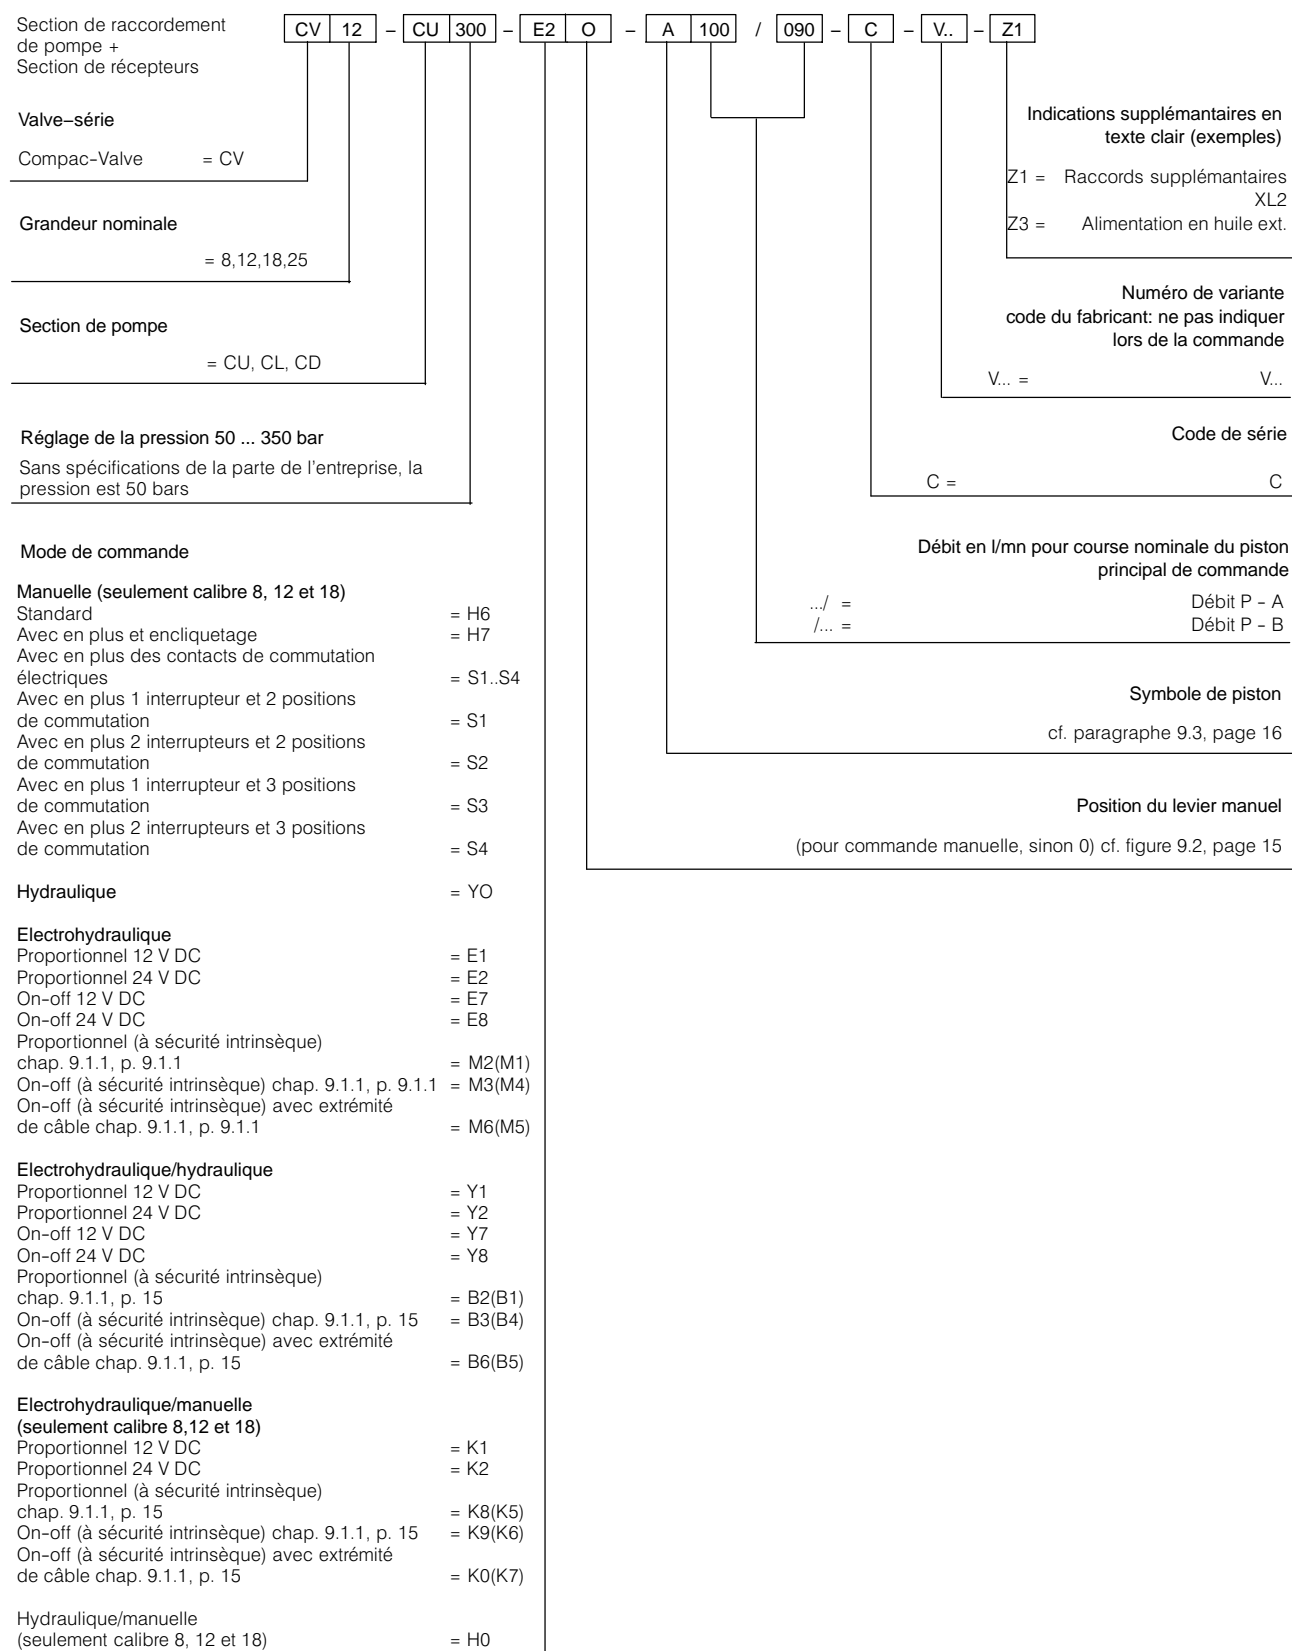 Section de raccordement
de pompe +
Section de récepteurs
CV 12 – CU 300 – E2 O – A 100 / 090 – C – V.. – Z1
Valve–série
Compac–Valve = CV
Grandeur nominale
= 8,12,18,25
Section de pompe
= CU, CL, CD
Réglage de la pression 50 ... 350 bar
Sans spécifications de la parte de l'entreprise, la
pression est 50 bars
Mode de commande
Manuelle (seulement calibre 8, 12 et 18)
Standard = H6
Avec en plus et encliquetage = H7
Avec en plus des contacts de commutation
électriques = S1..S4
Avec en plus 1 interrupteur et 2 positions
de commutation = S1
Avec en plus 2 interrupteurs et 2 positions
de commutation = S2
Avec en plus 1 interrupteur et 3 positions
de commutation = S3
Avec en plus 2 interrupteurs et 3 positions
de commutation = S4
Hydraulique = YO
Electrohydraulique
Proportionnel 12 V DC = E1
Proportionnel 24 V DC = E2
On–off 12 V DC = E7
On–off 24 V DC = E8
Proportionnel (à sécurité intrinsèque)
chap. 9.1.1, p. 9.1.1 = M2(M1)
On–off (à sécurité intrinsèque) chap. 9.1.1, p. 9.1.1 = M3(M4)
On–off (à sécurité intrinsèque) avec extrémité
de câble chap. 9.1.1, p. 9.1.1 = M6(M5)
Electrohydraulique/hydraulique
Proportionnel 12 V DC = Y1
Proportionnel 24 V DC = Y2
On–off 12 V DC = Y7
On–off 24 V DC = Y8
Proportionnel (à sécurité intrinsèque)
chap. 9.1.1, p. 15 = B2(B1)
On–off (à sécurité intrinsèque) chap. 9.1.1, p. 15 = B3(B4)
On–off (à sécurité intrinsèque) avec extrémité
de câble chap. 9.1.1, p. 15 = B6(B5)
Electrohydraulique/manuelle
(seulement calibre 8,12 et 18)
Proportionnel 12 V DC = K1
Proportionnel 24 V DC = K2
Proportionnel (à sécurité intrinsèque)
chap. 9.1.1, p. 15 = K8(K5)
On–off (à sécurité intrinsèque) chap. 9.1.1, p. 15 = K9(K6)
On–off (à sécurité intrinsèque) avec extrémité
de câble chap. 9.1.1, p. 15 = K0(K7)
Hydraulique/manuelle
(seulement calibre 8, 12 et 18) = H0
Indications supplémantaires en
texte clair (exemples)
Z1 = Raccords supplémantaires
XL2
Z3 = Alimentation en huile ext.
Numéro de variante
code du fabricant: ne pas indiquer
lors de la commande
V... = V...
Code de série
C = C
Débit en l/mn pour course nominale du piston
principal de commande
.../ = Débit P – A
/... = Débit P – B
Symbole de piston
cf. paragraphe 9.3, page 16
Position du levier manuel
(pour commande manuelle, sinon 0) cf. figure 9.2, page 15